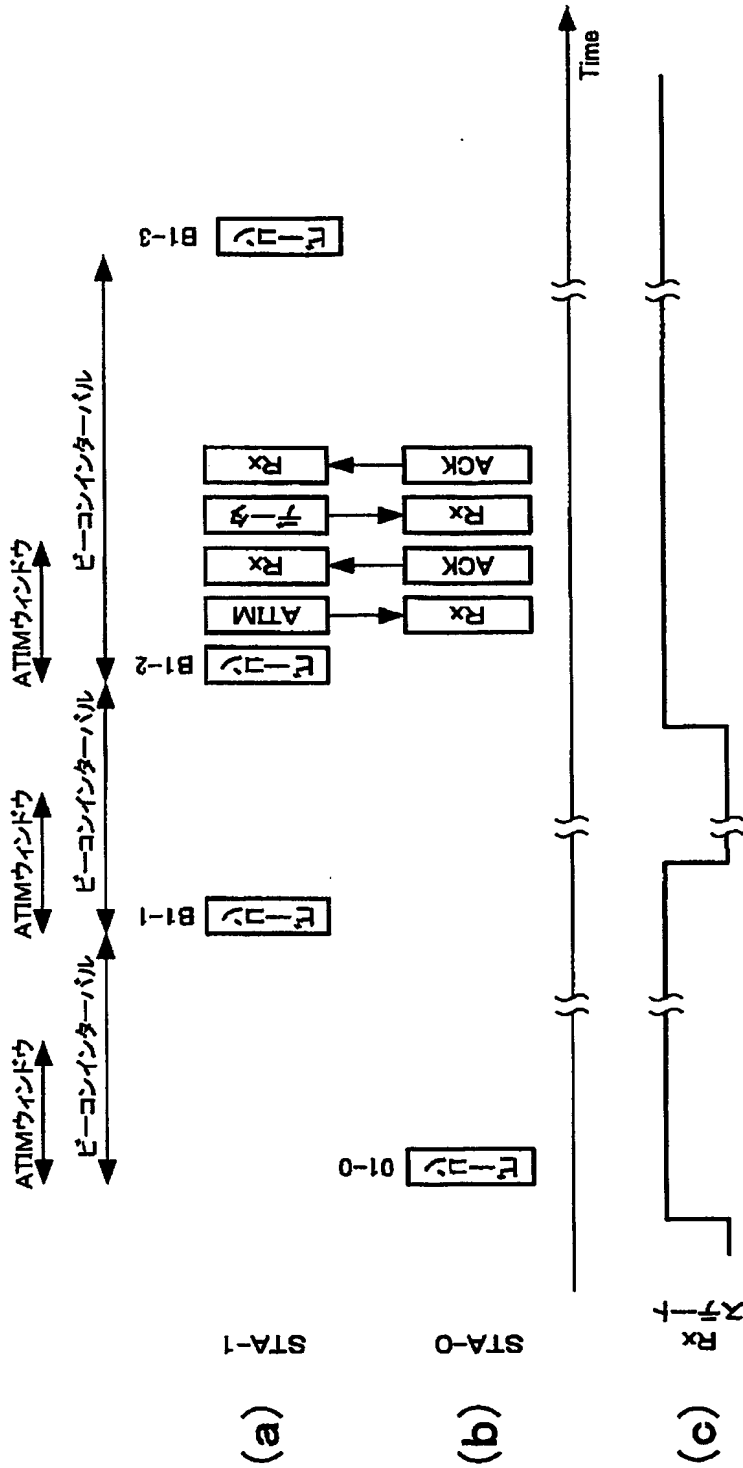 ATIMウィンドウ
ATIMウィンドウ
ATIMウィンドウ
ビーコンインターバル
ビーコンインターバル
ビーコンインターバル
B1-1
B1-2
B1-3
(a)
STA-1
ビーコン
ビーコン
ATIM
Rx
データ
Rx
ビーコン
01-0
(b)
STA-0
ビーコン
Rx
ACK
Rx
ACK
Time
(c)
Rx
ステート